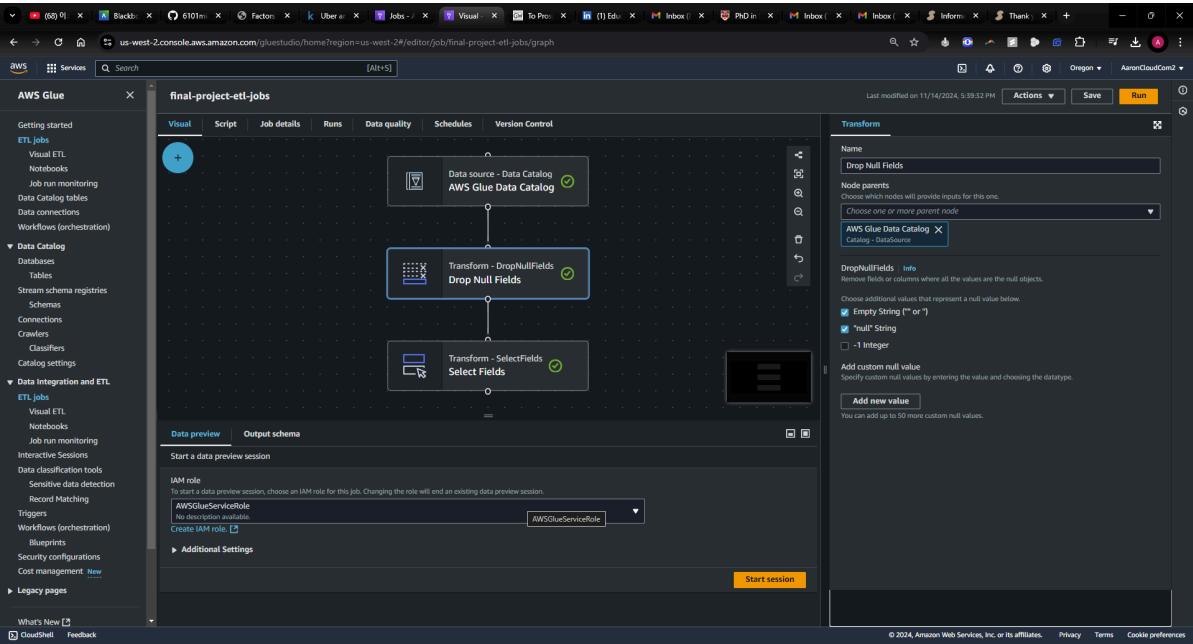 (68) 이
Blackbo
6101mi
Factors
Uber an
Jobs - A
Visual -
To Pros
(1) Edu
Inbox (
PhD in
Inbox (
Inbox (
Informa
Thank y
us-west-2.console.aws.amazon.com/gluestudio/home?region=us-west-2#/editor/job/final-project-etl-jobs/graph
aws
Services
Search
[Alt+S]
Oregon
AaronCloudCom2
AWS Glue
Getting started
ETL jobs
Visual ETL
Notebooks
Job run monitoring
Data Catalog tables
Data connections
Workflows (orchestration)
Data Catalog
Databases
Tables
Stream schema registries
Schemas
Connections
Crawlers
Classifiers
Catalog settings
Data Integration and ETL
ETL jobs
Visual ETL
Notebooks
Job run monitoring
Interactive Sessions
Data classification tools
Sensitive data detection
Record Matching
Triggers
Workflows (orchestration)
Blueprints
Security configurations
Cost management New
Legacy pages
What's New
final-project-etl-jobs
Last modified on 11/14/2024, 5:39:32 PM
Actions
Save
Run
Visual
Script
Job details
Runs
Data quality
Schedules
Version Control
Data source - Data Catalog
AWS Glue Data Catalog
Transform - DropNullFields
Drop Null Fields
Transform - SelectFields
Select Fields
Data preview
Output schema
Start a data preview session
IAM role
To start a data preview session, choose an IAM role for this job. Changing the role will end an existing data preview session.
AWSGlueServiceRole
No description available.
AWSGlueServiceRole
Create IAM role.
Additional Settings
Start session
Transform
Name
Drop Null Fields
Node parents
Choose which nodes will provide inputs for this one.
Choose one or more parent node
AWS Glue Data Catalog
Catalog - DataSource
DropNullFields
Info
Remove fields or columns where all the values are the null objects.
Choose additional values that represent a null value below.
Empty String ("" or '')
"null" String
-1 Integer
Add custom null value
Specify custom null values by entering the value and choosing the datatype.
Add new value
You can add up to 50 more custom null values.
CloudShell
Feedback
© 2024, Amazon Web Services, Inc. or its affiliates.
Privacy
Terms
Cookie preferences